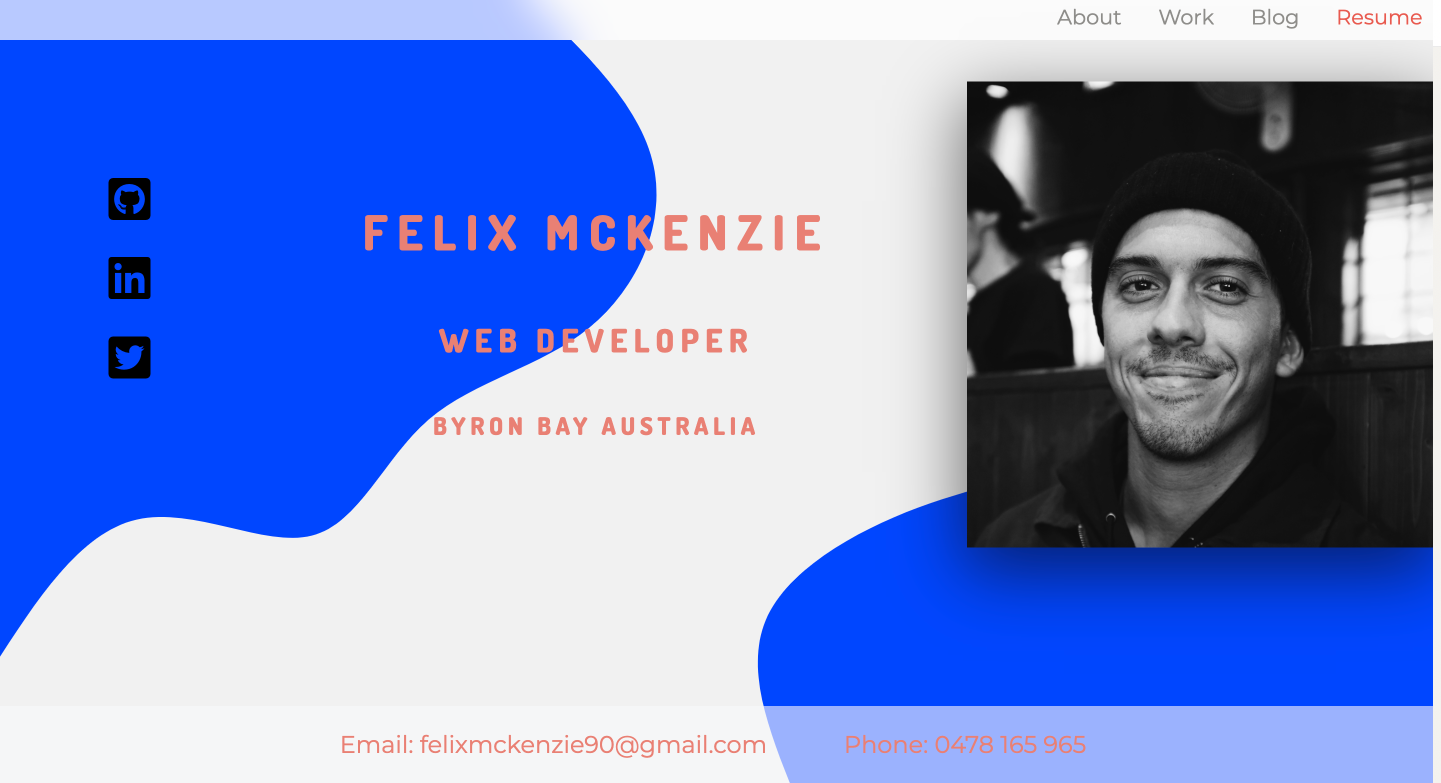 About Work Blog Resume
FELIX MCKENZIE
in
WEB DEVELOPER
BYRON BAY AUSTRALIA
Email: felixmckenzie90@gmail.com Phone: 0478 165 965